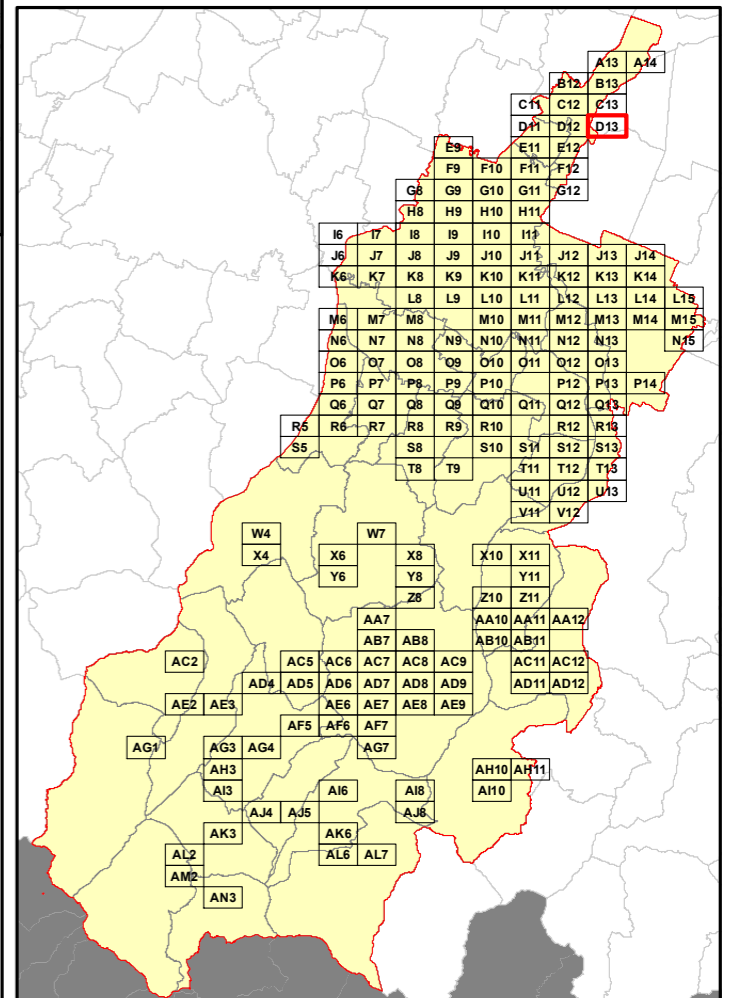 A13 A14
B12 B13
C11 C12 C13
D11 D12 D13
E9 E11 E12
F9 F10 F11 F12
G8 G9 G10 G11 G12
H8 H9 H10 H11
I6 I7 I8 I9 I10 I11
J6 J7 J8 J9 J10 J11 J12 J13 J14
K6 K7 K8 K9 K10 K11 K12 K13 K14
L8 L9 L10 L11 L12 L13 L14 L15
M6 M7 M8 M10 M11 M12 M13 M14 M15
N6 N7 N8 N9 N10 N11 N12 N13 N15
O6 O7 O8 O9 O10 O11 O12 O13
P6 P7 P8 P9 P10 P12 P13 P14
Q6 Q7 Q8 Q9 Q10 Q11 Q12 Q13
R5 R6 R7 R8 R9 R10 R12 R13
S5 S8 S10 S11 S12 S13
T8 T9 T11 T12 T13
U11 U12 U13
V11 V12
W4 W7
X4 X6 X8 X10 X11
Y6 Y8 Y11
Z8 Z10 Z11
AA7 AA10 AA11 AA12
AB7 AB8 AB10 AB11
AC2 AC5 AC6 AC7 AC8 AC9 AC11 AC12
AD4 AD5 AD6 AD7 AD8 AD9 AD11 AD12
AE2 AE3 AE6 AE7 AE8 AE9
AF5 AF6 AF7
AG1 AG3 AG4 AG7
AH3 AH10 AH11
AI3 AI6 AI8 AI10
AJ4 AJ5 AJ8
AK3 AK6
AL2 AL6 AL7
AM2
AN3